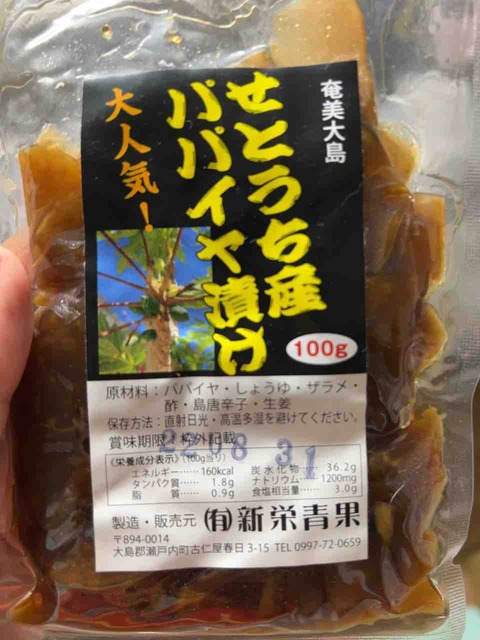 奄美大島
せとうち産
パパイヤ漬け
大人気！
100g
原材料：パパイヤ・しょうゆ・ザラメ・
酢・島唐辛子・生姜
保存方法：直射日光・高温多湿を避けてください。
賞味期限：枠外記載
08 31
（栄養成分表示）（100g当り）
エネルギー…… 160kcal 炭水化物…… 36.2g
タンパク質…… 1.8g ナトリウム…… 1200mg
脂質…… 0.9g 食塩相当量…… 3.0g
製造・販売元 ㈲新栄青果
〒894-0014
大島郡瀬戸内町古仁屋春日3-15 TEL 0997-72-0659